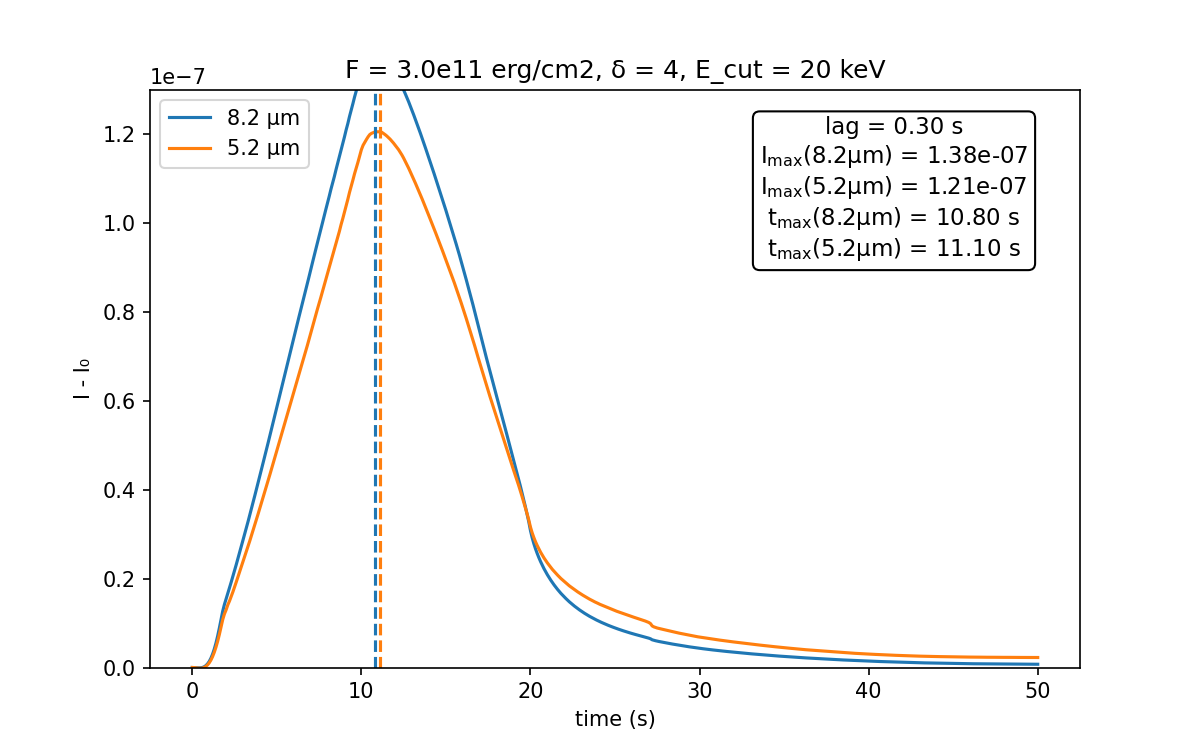 F = 3.0e11 erg/cm2, δ = 4, E_cut = 20 keV
1e−7
8.2 μm
5.2 μm
lag = 0.30 s
Imax(8.2μm) = 1.38e-07
Imax(5.2μm) = 1.21e-07
tmax(8.2μm) = 10.80 s
tmax(5.2μm) = 11.10 s
1.2
1.0
0.8
0.6
0.4
0.2
0.0
I - I₀
0 10 20 30 40 50
time (s)